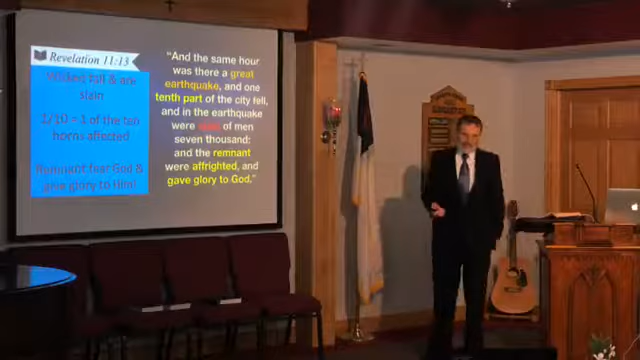 Revelation 11:13
Wicked fall & are
slain
1/10 = 1 of the ten
horns affected
Remnant fear God &
give glory to Him!
"And the same hour
was there a great
earthquake, and one
tenth part of the city fell,
and in the earthquake
were slain of men
seven thousand:
and the remnant
were affrighted, and
gave glory to God."